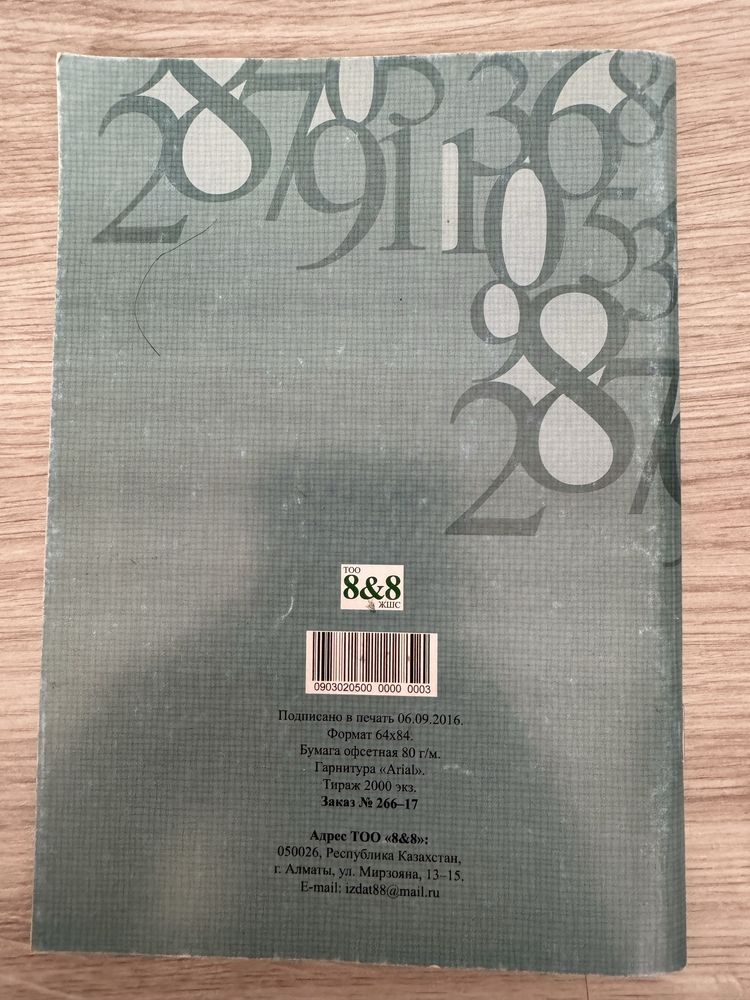 ТОО
8&8
ЖШС
0903020500 0000 0003
Подписано в печать 06.09.2016.
Формат 64х84.
Бумага офсетная 80 г/м.
Гарнитура «Arial».
Тираж 2000 экз.
Заказ № 266–17
Адрес ТОО «8&8»:
050026, Республика Казахстан,
г. Алматы, ул. Мирзояна, 13–15.
E-mail: izdat88@mail.ru